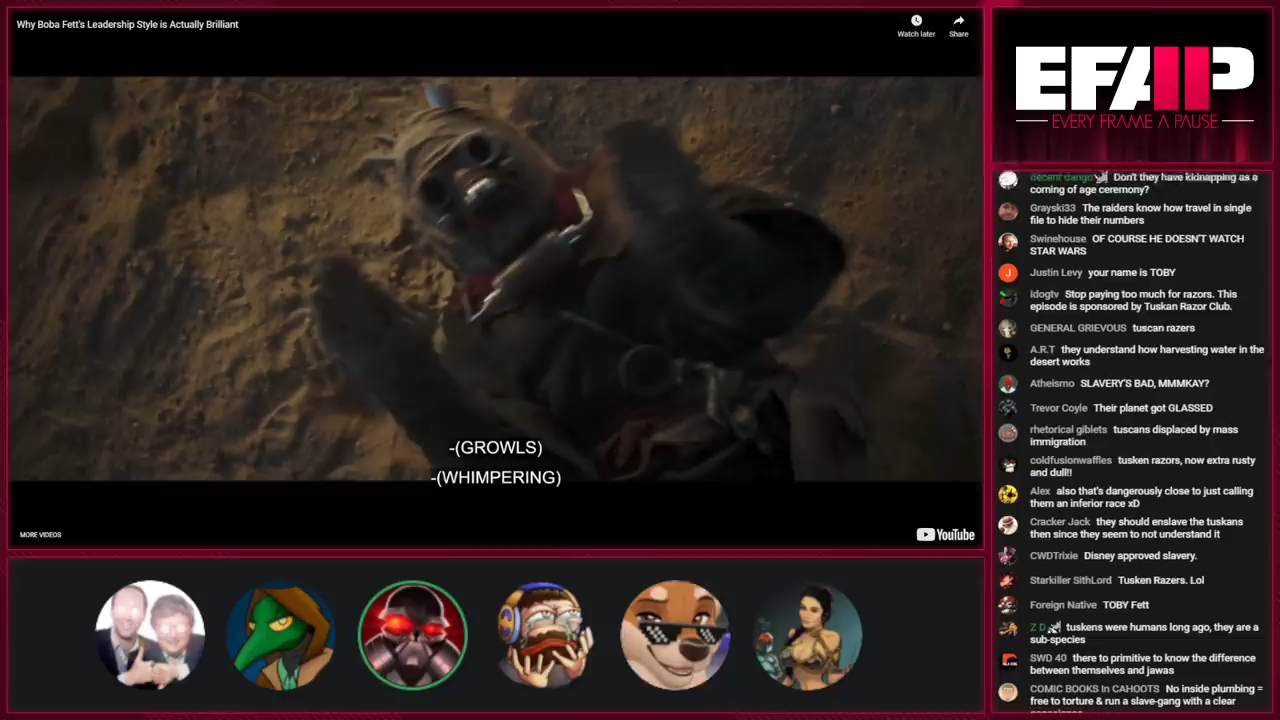 Why Boba Fett's Leadership Style is Actually Brilliant
Watch later
Share
-(GROWLS)
-(WHIMPERING)
MORE VIDEOS
YouTube
EFAP
EVERY FRAME A PAUSE
decent dango Don't they have kidnapping as a
coming of age ceremony?
Grayski33 The raiders know how travel in single
file to hide their numbers
Swinehouse OF COURSE HE DOESN'T WATCH
STAR WARS
J
Justin Levy your name is TOBY
idogtv Stop paying too much for razors. This
episode is sponsored by Tuskan Razor Club.
GENERAL GRIEVOUS tuscan razers
A.R.T they understand how harvesting water in the
desert works
Atheismo SLAVERY'S BAD, MMMKAY?
Trevor Coyle Their planet got GLASSED
rhetorical giblets tuscans displaced by mass
immigration
coldfusionwaffles tusken razors, now extra rusty
and dull!!
Alex also that's dangerously close to just calling
them an inferior race xD
Cracker Jack they should enslave the tuskans
then since they seem to not understand it
CWDTrixie Disney approved slavery.
Starkiller SithLord Tusken Razers. Lol
Foreign Native TOBY Fett
Z D tuskens were humans long ago, they are a
sub-species
SWD 40 there to primitive to know the difference
between themselves and jawas
COMIC BOOKS In CAHOOTS No inside plumbing =
free to torture & run a slave-gang with a clear